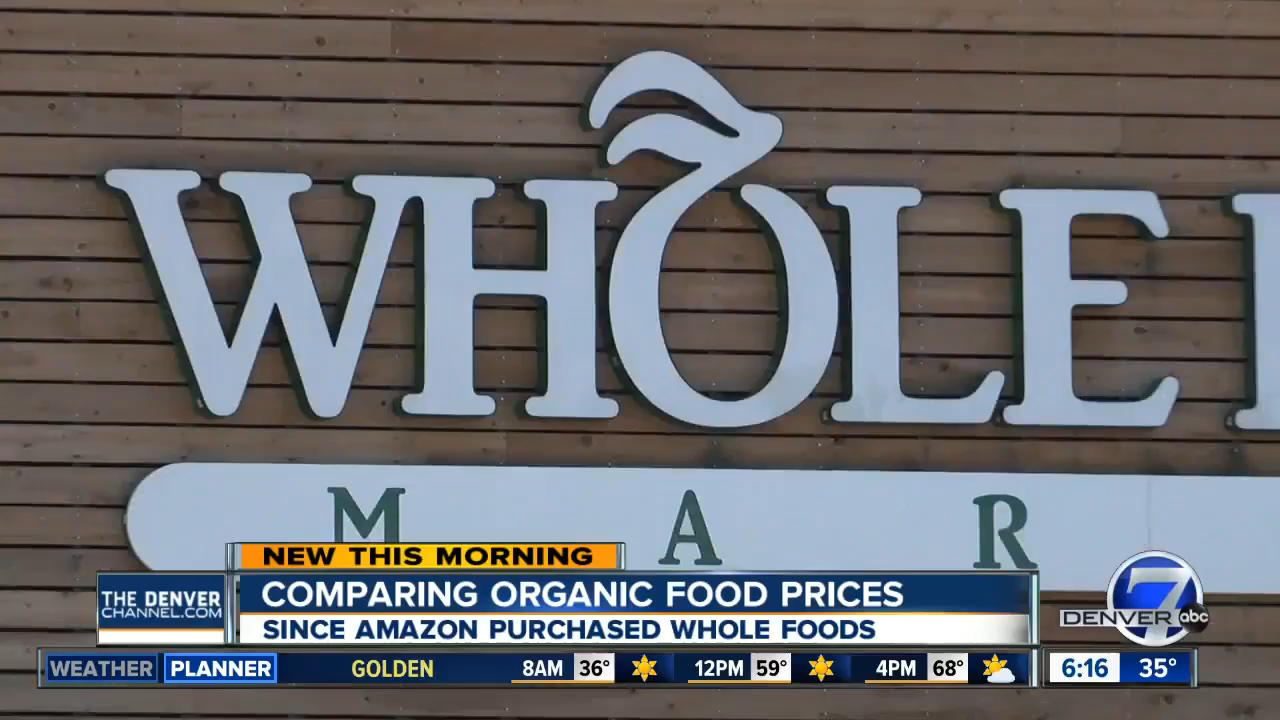 WHOLE
MAR
NEW THIS MORNING
COMPARING ORGANIC FOOD PRICES
SINCE AMAZON PURCHASED WHOLE FOODS
THE DENVER
CHANNEL.COM
DENVER 7 abc
WEATHER PLANNER GOLDEN 8AM 36° 12PM 59° 4PM 68° 6:16 35°